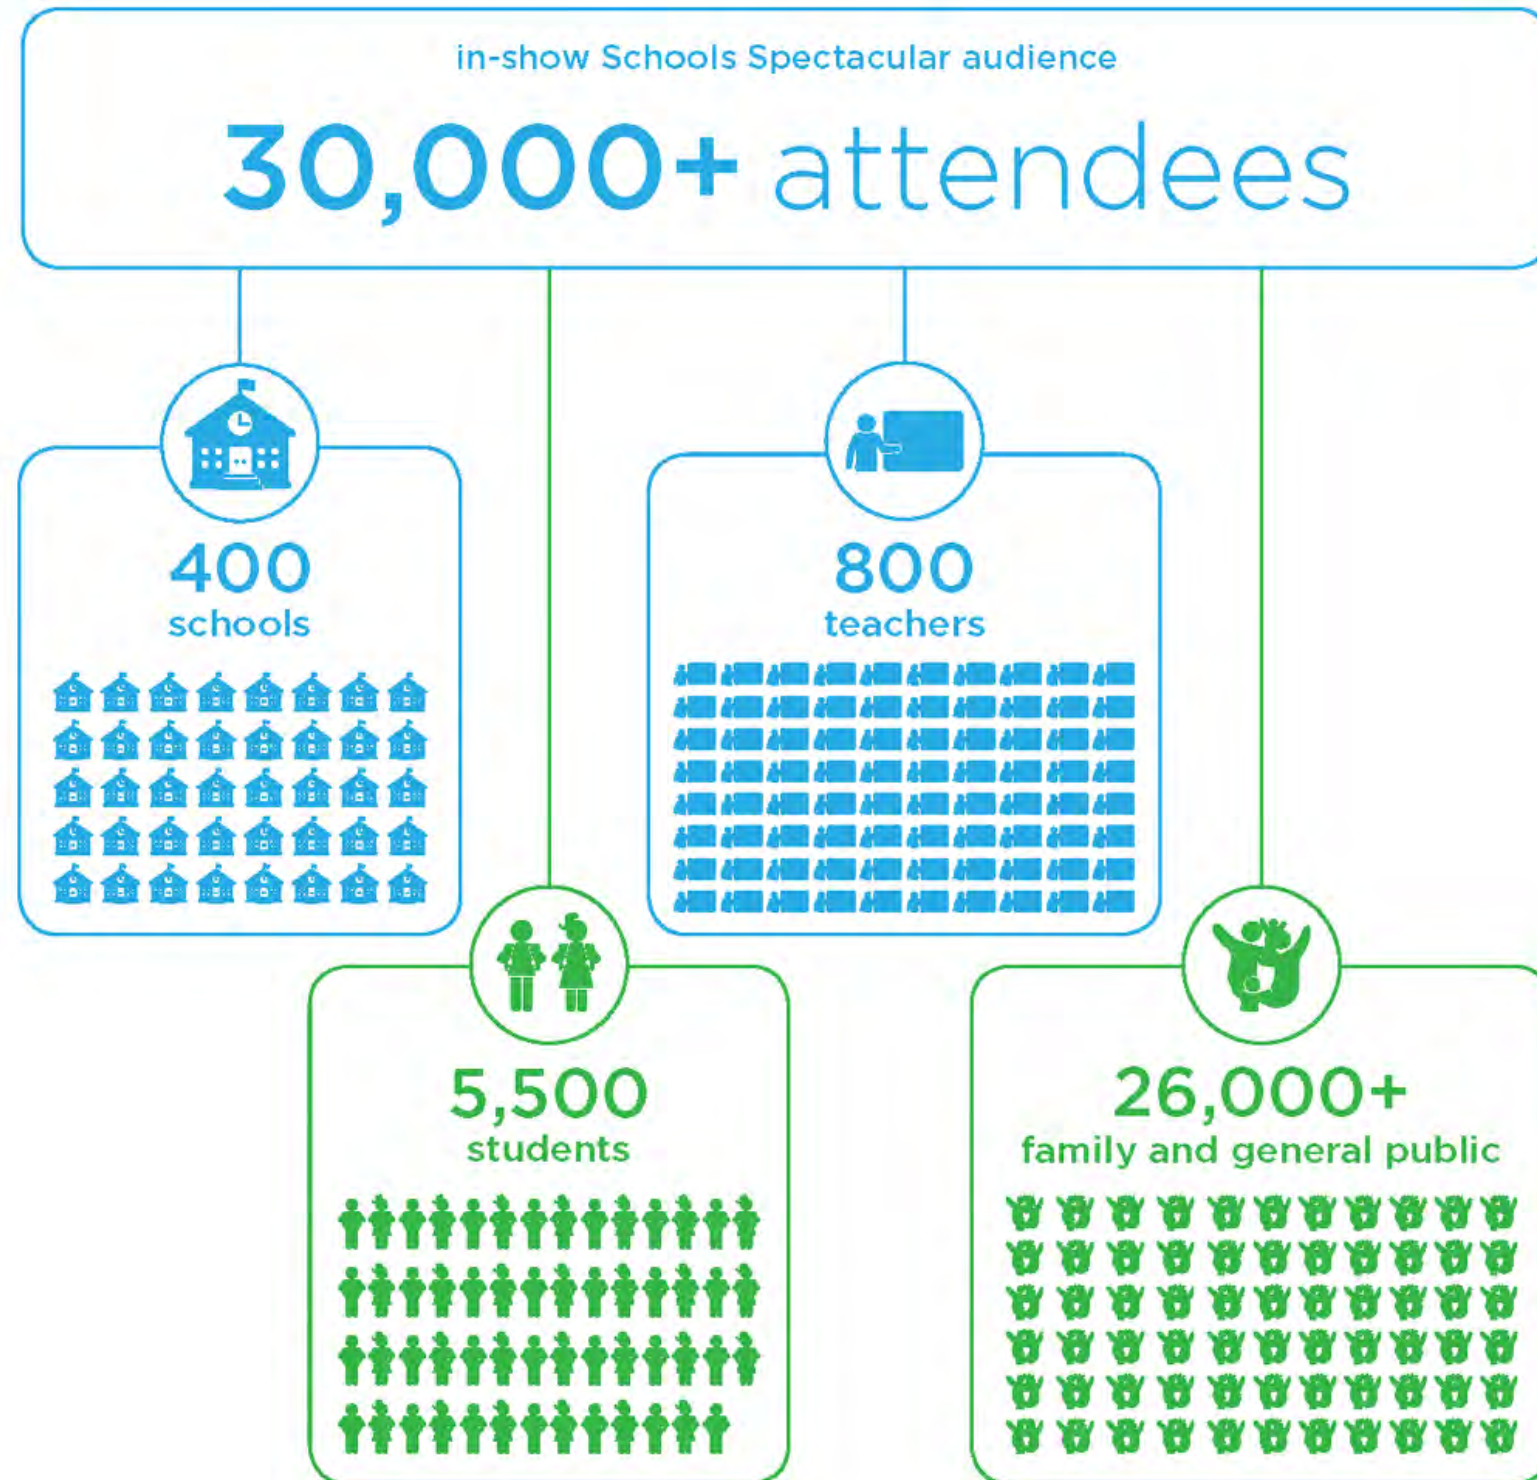 in-show Schools Spectacular audience
30,000+ attendees
400
schools
800
teachers
5,500
students
26,000+
family and general public